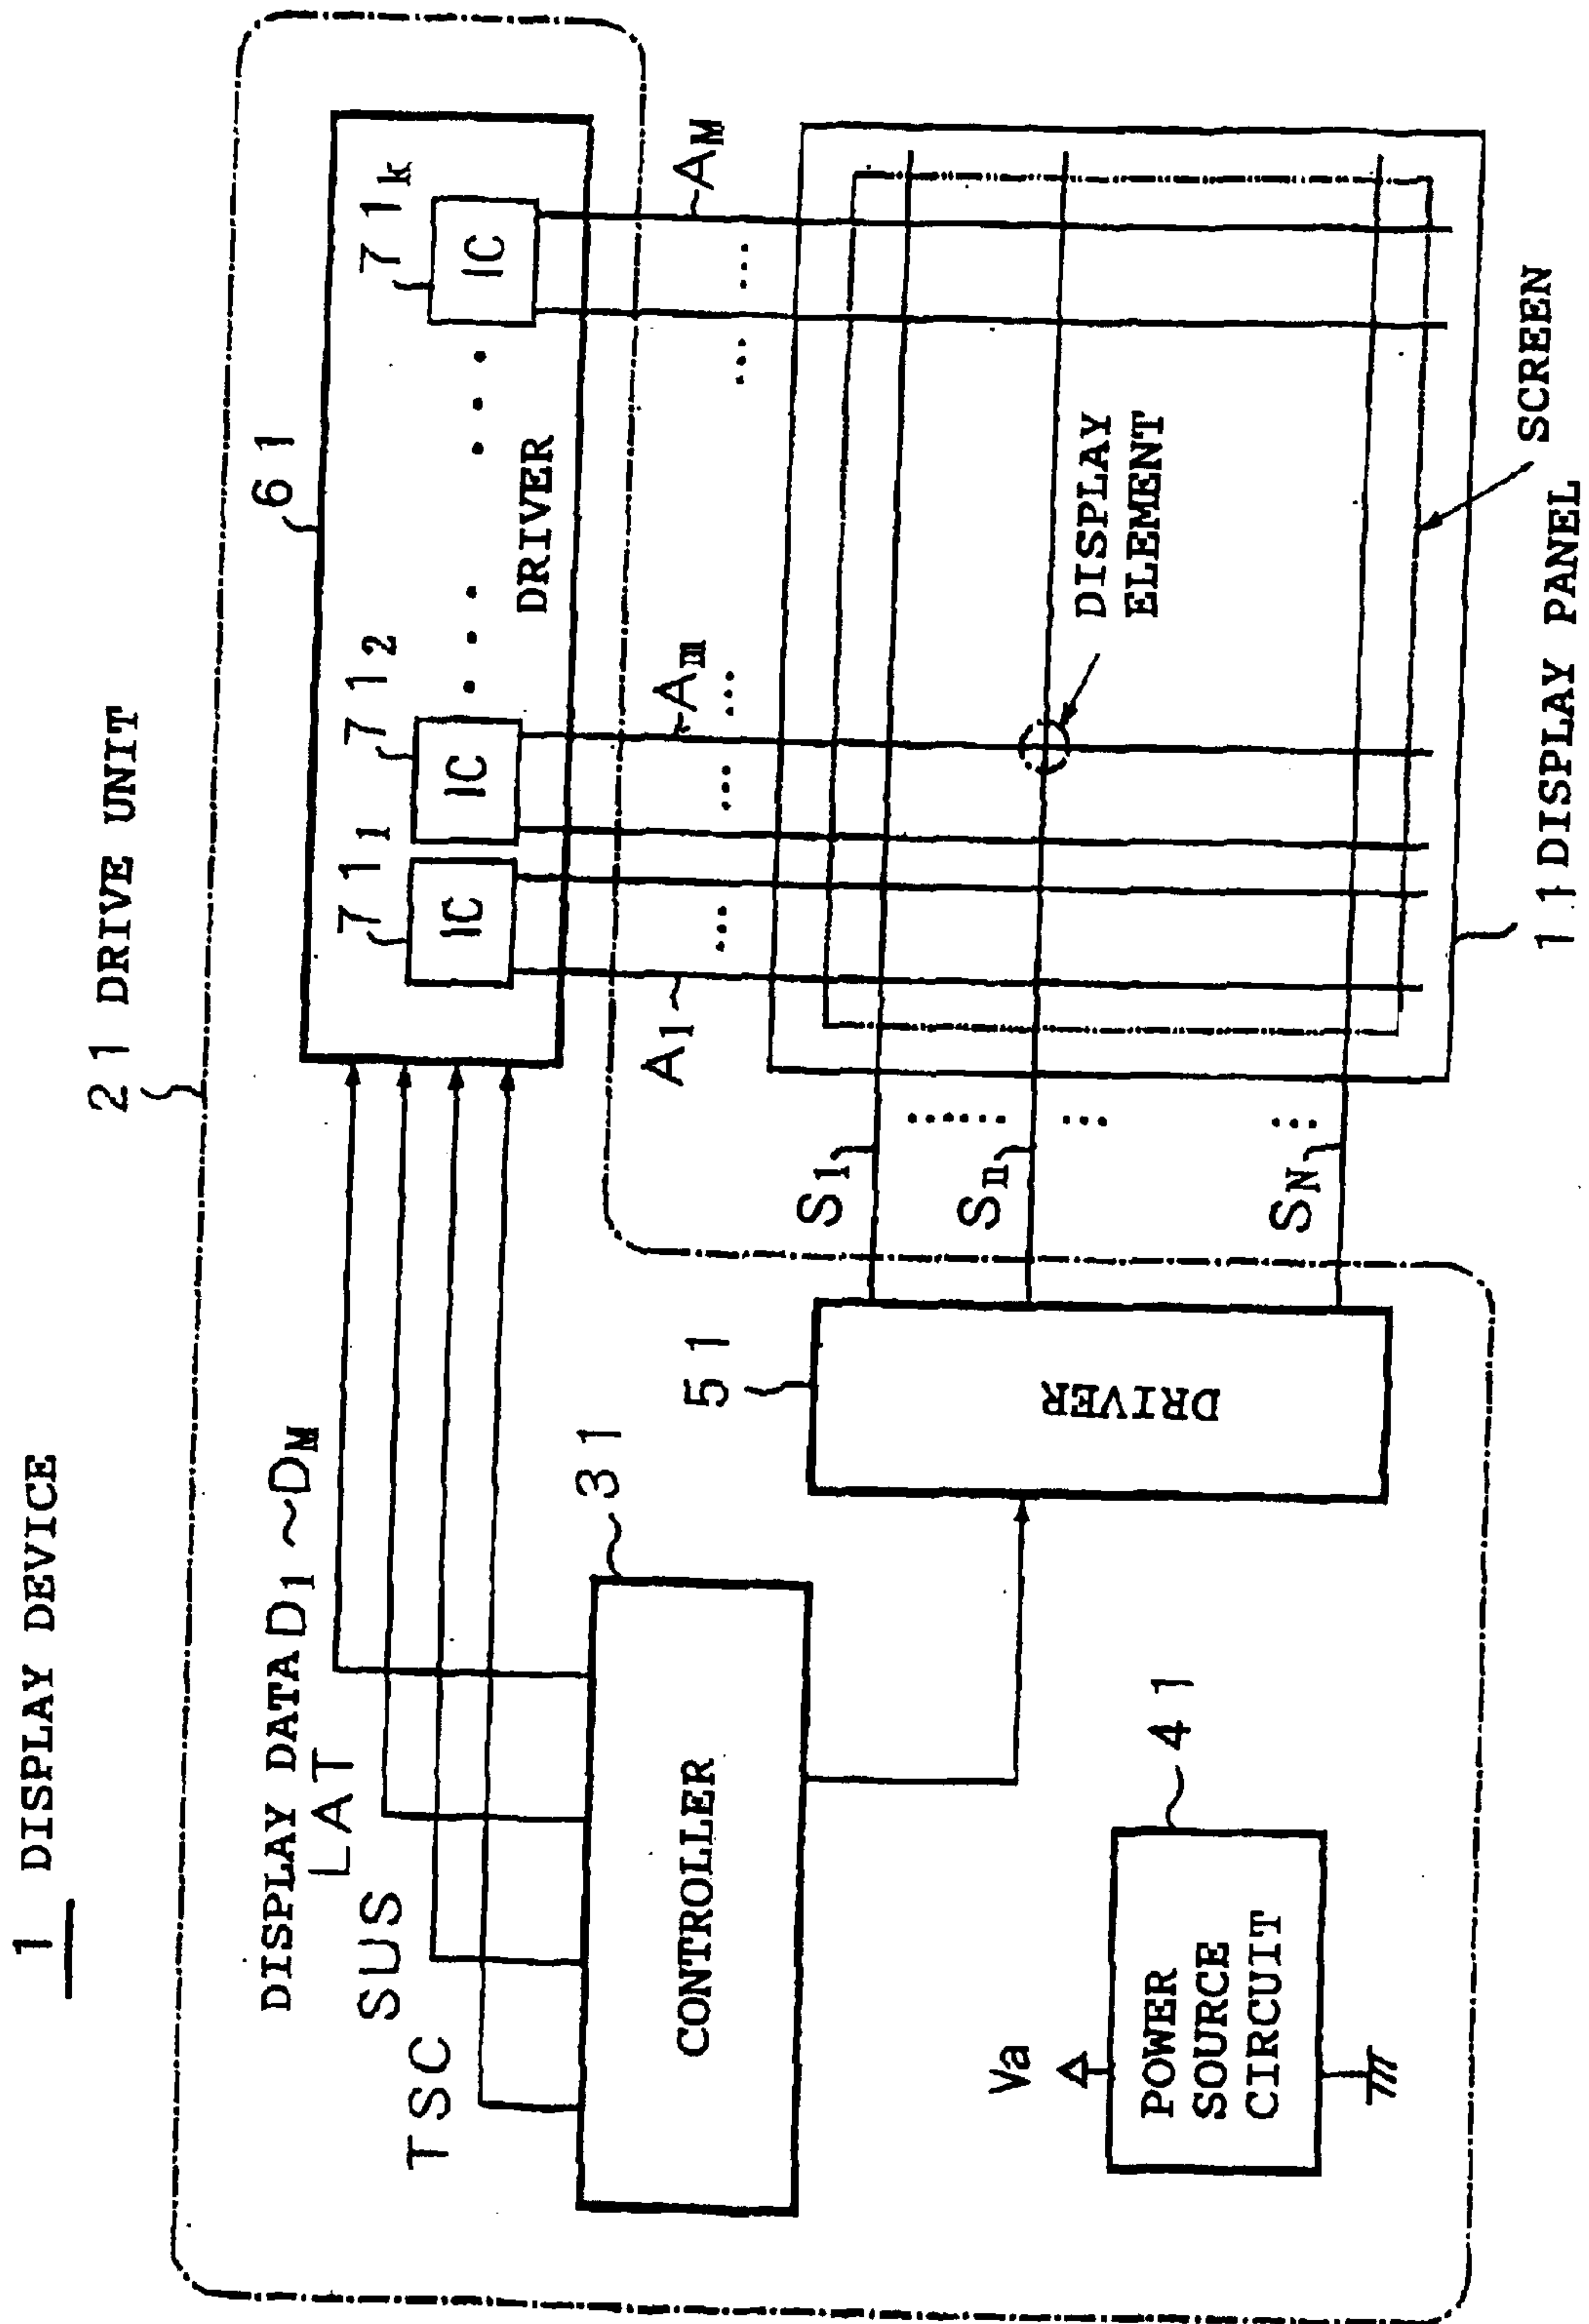 1 DISPLAY DEVICE
21 DRIVE UNIT
DISPLAY DATA D1 ~DM
LAT
SUS
TSC
61
711
712
71k
IC
IC
IC
DRIVER
31
CONTROLLER
A1
Am
AM
51
DRIVER
S1
Sn
SN
DISPLAY
ELEMENT
41
Va
POWER
SOURCE
CIRCUIT
SCREEN
11 DISPLAY PANEL